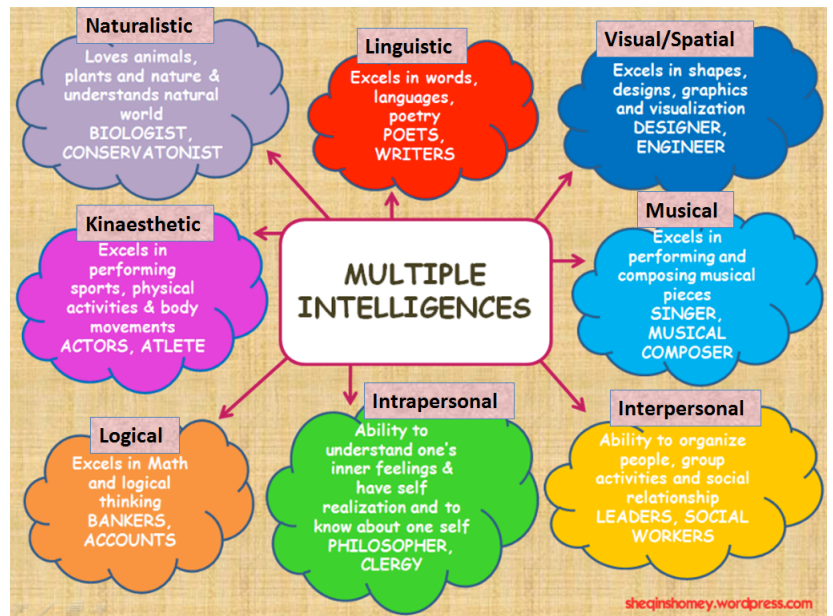 Naturalistic
Loves animals,
plants and nature &
understands natural
world
BIOLOGIST,
CONSERVATONIST
Linguistic
Excels in words,
languages,
poetry
POETS,
WRITERS
Visual/Spatial
Excels in shapes,
designs, graphics
and visualization
DESIGNER,
ENGINEER
Kinaesthetic
Excels in
performing
sports, physical
activities & body
movements
ACTORS, ATLETE
MULTIPLE
INTELLIGENCES
Musical
Excels in
performing and
composing musical
pieces
SINGER,
MUSICAL
COMPOSER
Logical
Excels in Math
and logical
thinking
BANKERS,
ACCOUNTS
Intrapersonal
Ability to
understand one's
inner feelings &
have self
realization and to
know about one self
PHILOSOPHER,
CLERGY
Interpersonal
Ability to organize
people, group
activities and social
relationship
LEADERS, SOCIAL
WORKERS
sheqinshomey.wordpress.com